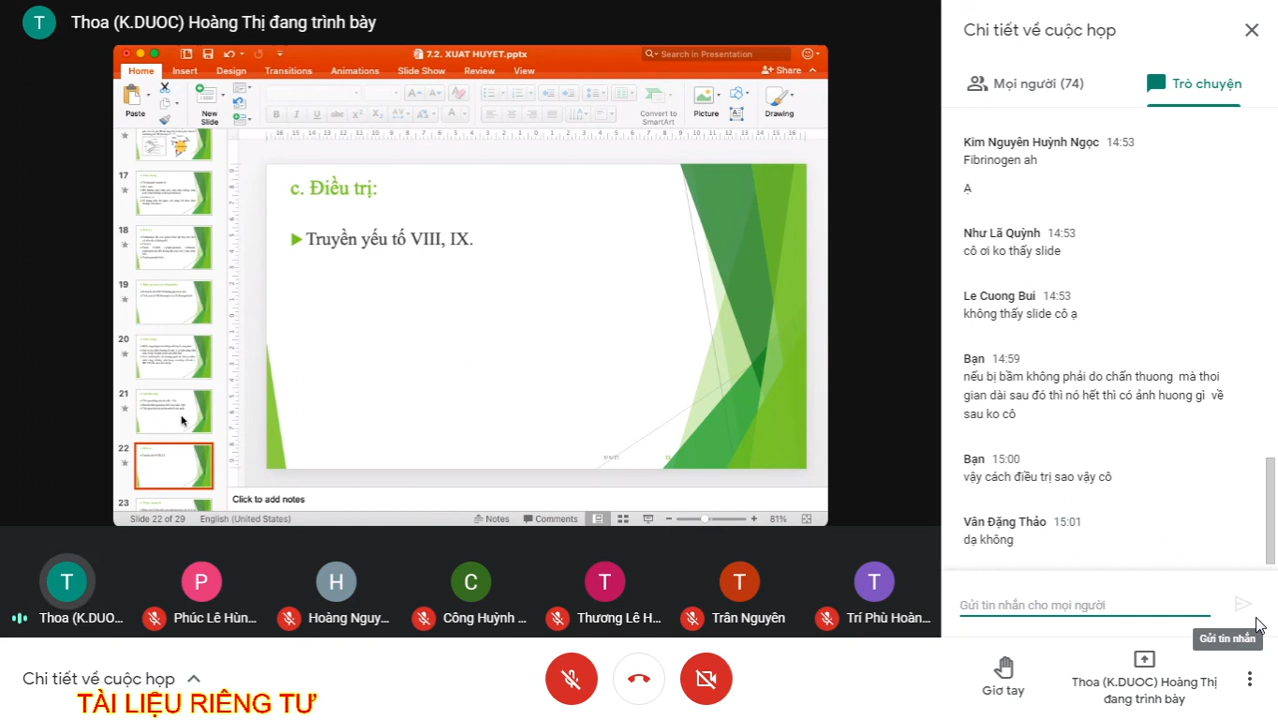 T Thoa (K.DUOC) Hoàng Thị đang trình bày
7.2. XUAT HUYET.pptx
Search in Presentation
Home Insert Design Transitions Animations Slide Show Review View
Share
Paste
New
Slide
Convert to
SmartArt
Picture
Drawing
17
18
19
20
21
22
23
c. Điều trị:
Truyền yếu tố VIII, IX.
Click to add notes
Slide 22 of 29 English (United States)
Notes Comments 81%
T P H C T T T
Thoa (K.DUO... Phúc Lê Hùn... Hoàng Nguy... Công Huỳnh ... Thương Lê H... Trân Nguyên Trí Phù Hoàn...
Chi tiết về cuộc họp
TÀI LIỆU RIÊNG TƯ
Chi tiết về cuộc họp
Mọi người (74) Trò chuyện
Kim Nguyên Huỳnh Ngọc 14:53
Fibrinogen ah
Ạ
Như Lã Quỳnh 14:53
cô ơi ko thấy slide
Le Cuong Bui 14:53
không thấy slide cô ạ
Bạn 14:59
nếu bị bầm không phải do chấn thuong mà thoi
gian dài sau đó thì nó hết thì có ảnh huong gì về
sau ko cô
Bạn 15:00
vậy cách điều trị sao vậy cô
Vân Đặng Thảo 15:01
dạ không
Gửi tin nhắn cho mọi người
Gửi tin nhắn
Giơ tay
Thoa (K.DUOC) Hoàng Thị
đang trình bày